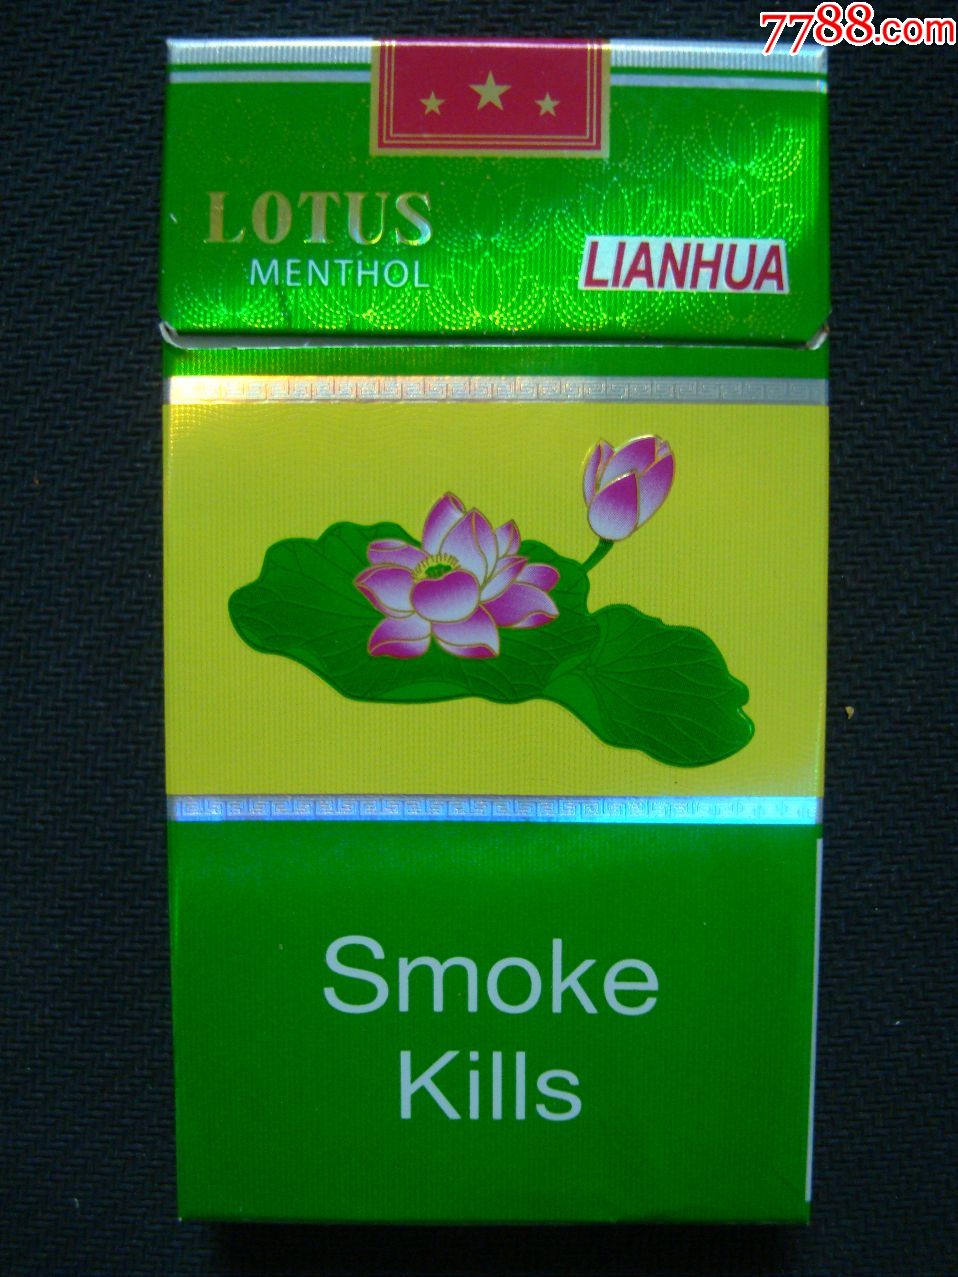 7788.com
LOTUS
MENTHOL
LIANHUA
Smoke
Kills